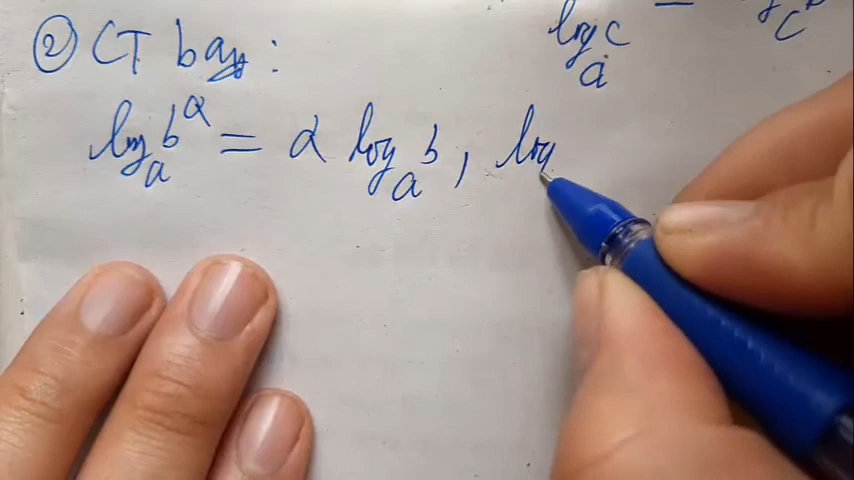 ② CT bay:
log_a b^α = α log_a b, log
log_a c =